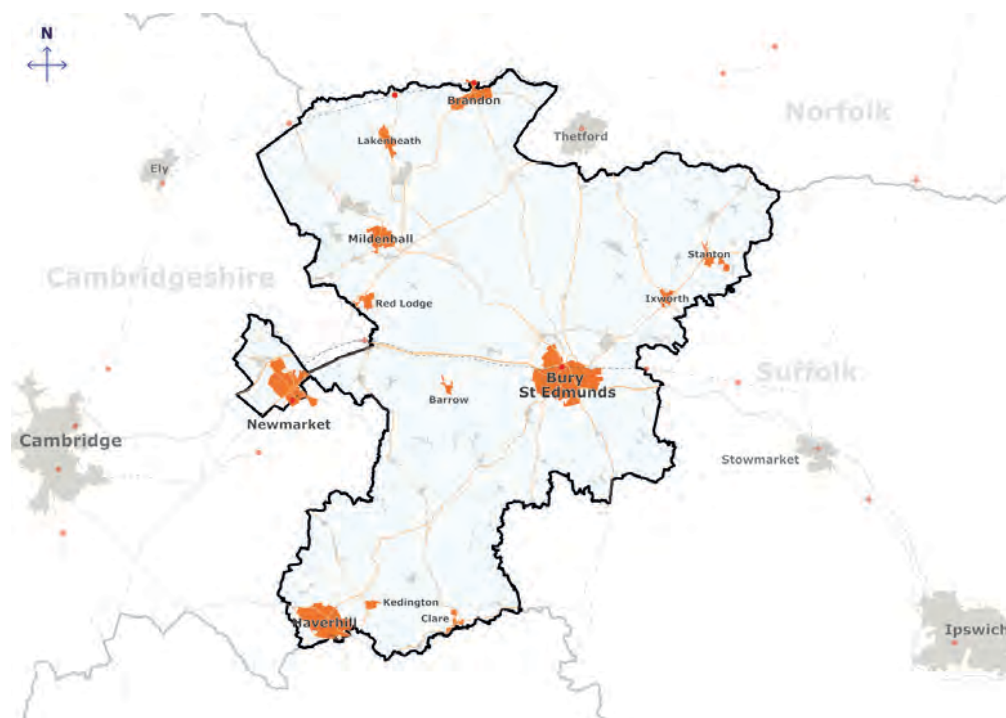 N
Brandon
Norfolk
Thetford
Lakenheath
Ely
Mildenhall
Stanton
Cambridgeshire
Ixworth
Red Lodge
Suffolk
Bury
St Edmunds
Barrow
Newmarket
Cambridge
Stowmarket
Kedington
Clare
Haverhill
Ipswich